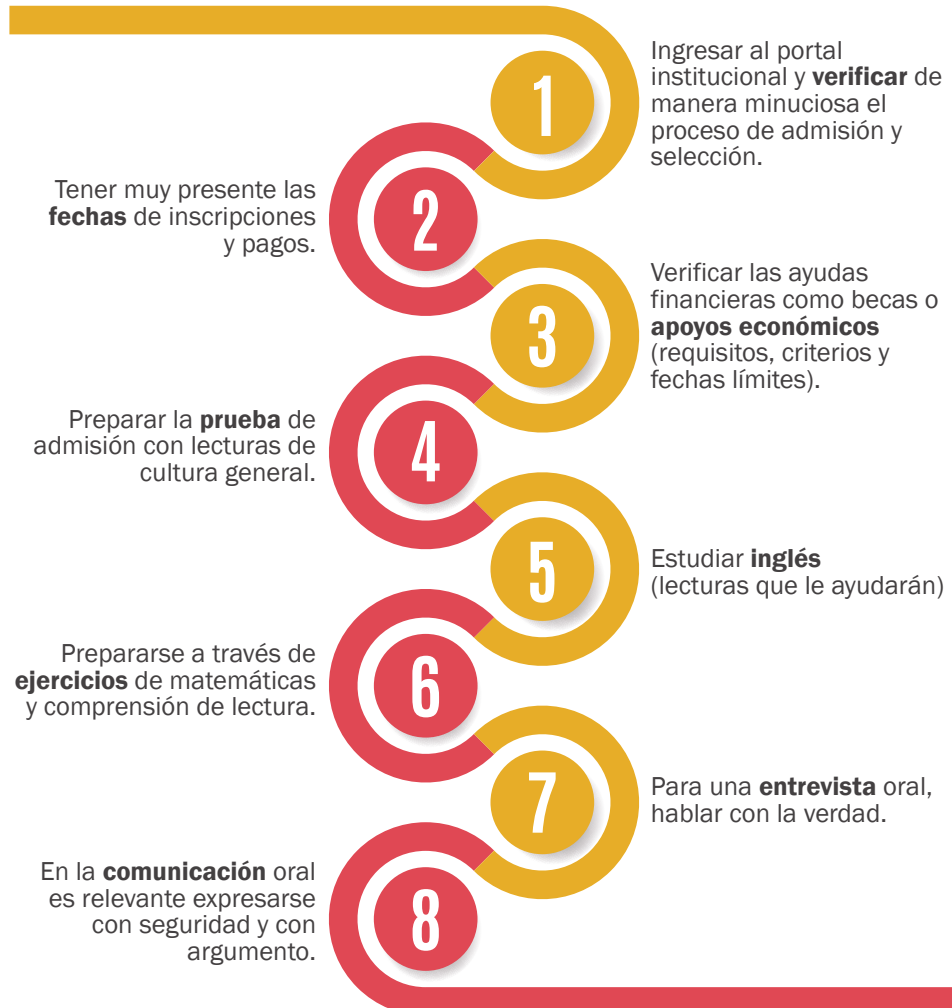 1
Ingresar al portal
institucional y verificar de
manera minuciosa el
proceso de admisión y
selección.
2
Tener muy presente las
fechas de inscripciones
y pagos.
3
Verificar las ayudas
financieras como becas o
apoyos económicos
(requisitos, criterios y
fechas límites).
4
Preparar la prueba de
admisión con lecturas de
cultura general.
5
Estudiar inglés
(lecturas que le ayudarán)
6
Prepararse a través de
ejercicios de matemáticas
y comprensión de lectura.
7
Para una entrevista oral,
hablar con la verdad.
8
En la comunicación oral
es relevante expresarse
con seguridad y con
argumento.